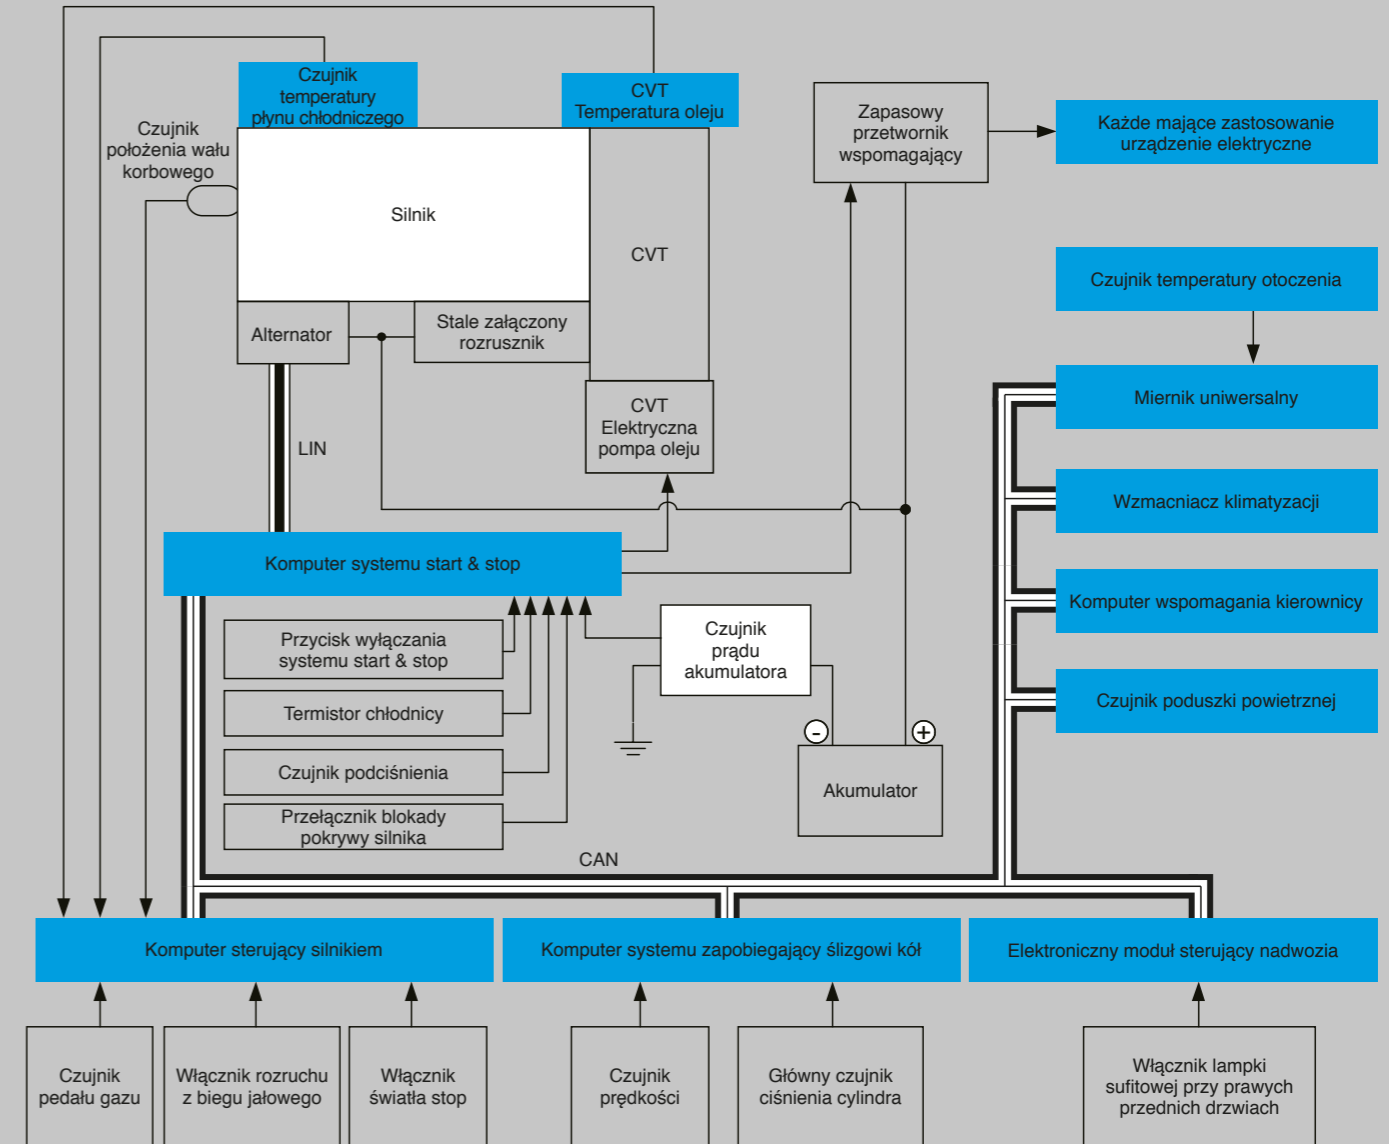 Czujnik
temperatury
płynu chłodniczego
CVT
Temperatura oleju
Zapasowy
przetwornik
wspomagający
Każde mające zastosowanie
urządzenie elektryczne
Czujnik
położenia wału
korbowego
Silnik
CVT
Czujnik temperatury otoczenia
Alternator
Stale załączony
rozrusznik
Miernik uniwersalny
CVT
Elektryczna
pompa oleju
LIN
Wzmacniacz klimatyzacji
Komputer systemu start & stop
Komputer wspomagania kierownicy
Przycisk wyłączania
systemu start & stop
Czujnik
prądu
akumulatora
Termistor chłodnicy
Czujnik poduszki powietrznej
-
+
Czujnik podciśnienia
Akumulator
Przełącznik blokady
pokrywy silnika
CAN
Komputer sterujący silnikiem
Komputer systemu zapobiegający ślizgowi kół
Elektroniczny moduł sterujący nadwozia
Czujnik
pedału gazu
Włącznik rozruchu
z biegu jałowego
Włącznik
światła stop
Czujnik
prędkości
Główny czujnik
ciśnienia cylindra
Włącznik lampki
sufitowej przy prawych
przednich drzwiach